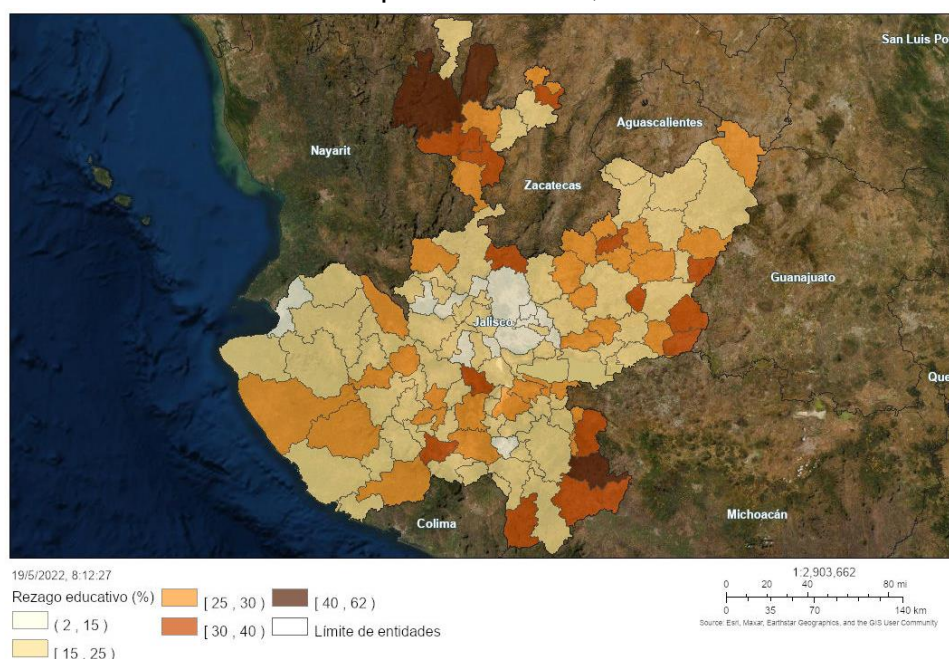 San Luis Po
Aguascalientes
Nayarit
Zacatecas
Guanajuato
Jalisco
Que
Michoacán
Colima
19/5/2022, 8:12:27
Rezago educativo (%)
( 2 , 15 )
[ 15 , 25 )
[ 25 , 30 )
[ 30 , 40 )
[ 40 , 62 )
Límite de entidades
1:2,903,662
0 20 40 80 mi
0 35 70 140 km
Source: Esri, Maxar, Earthstar Geographics, and the GIS User Community